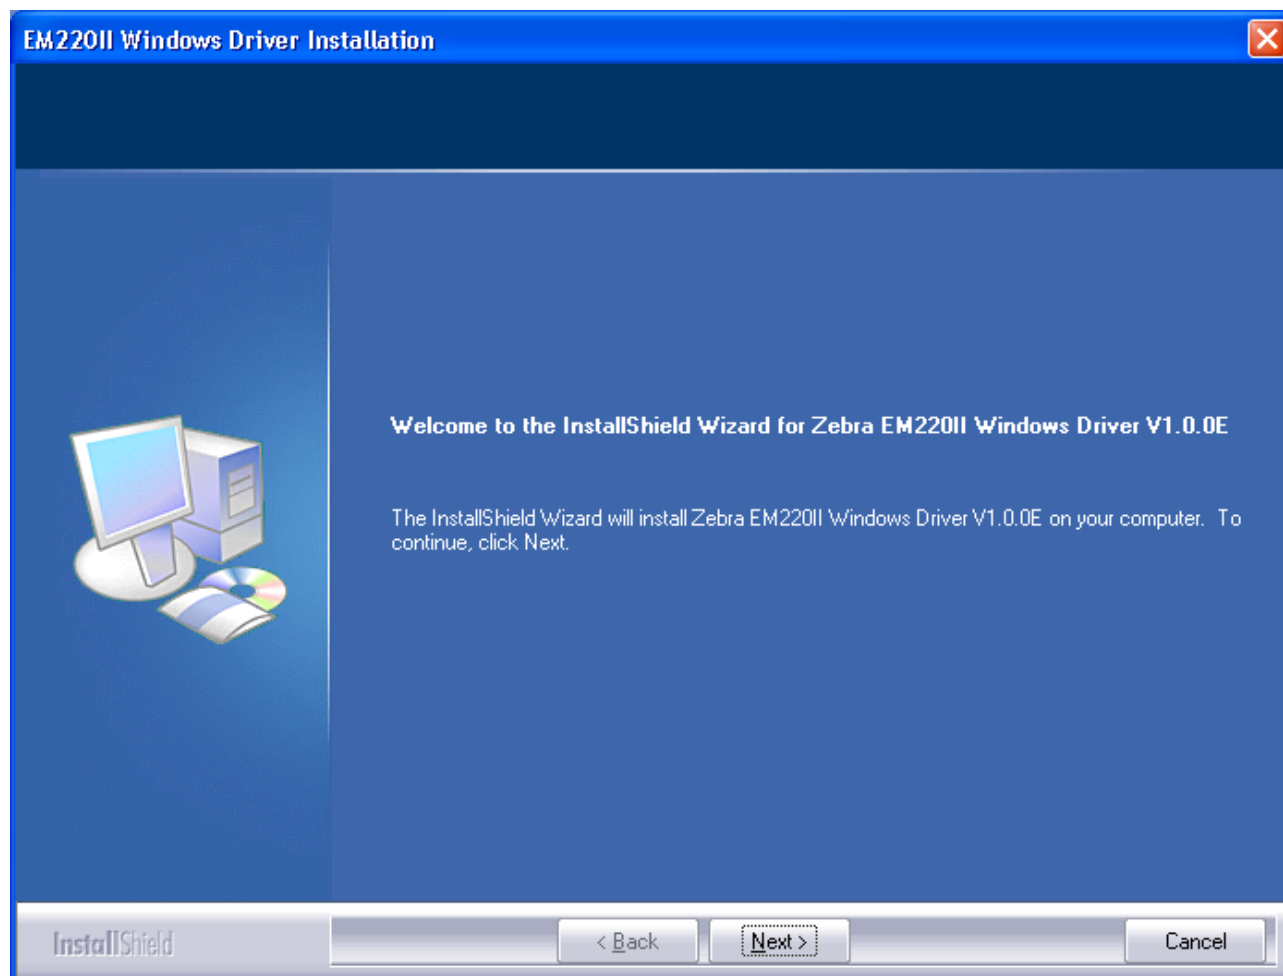 EM220II Windows Driver Installation
Welcome to the InstallShield Wizard for Zebra EM220II Windows Driver V1.0.0E
The InstallShield Wizard will install Zebra EM220II Windows Driver V1.0.0E on your computer. To
continue, click Next.
InstallShield
< Back
Next >
Cancel